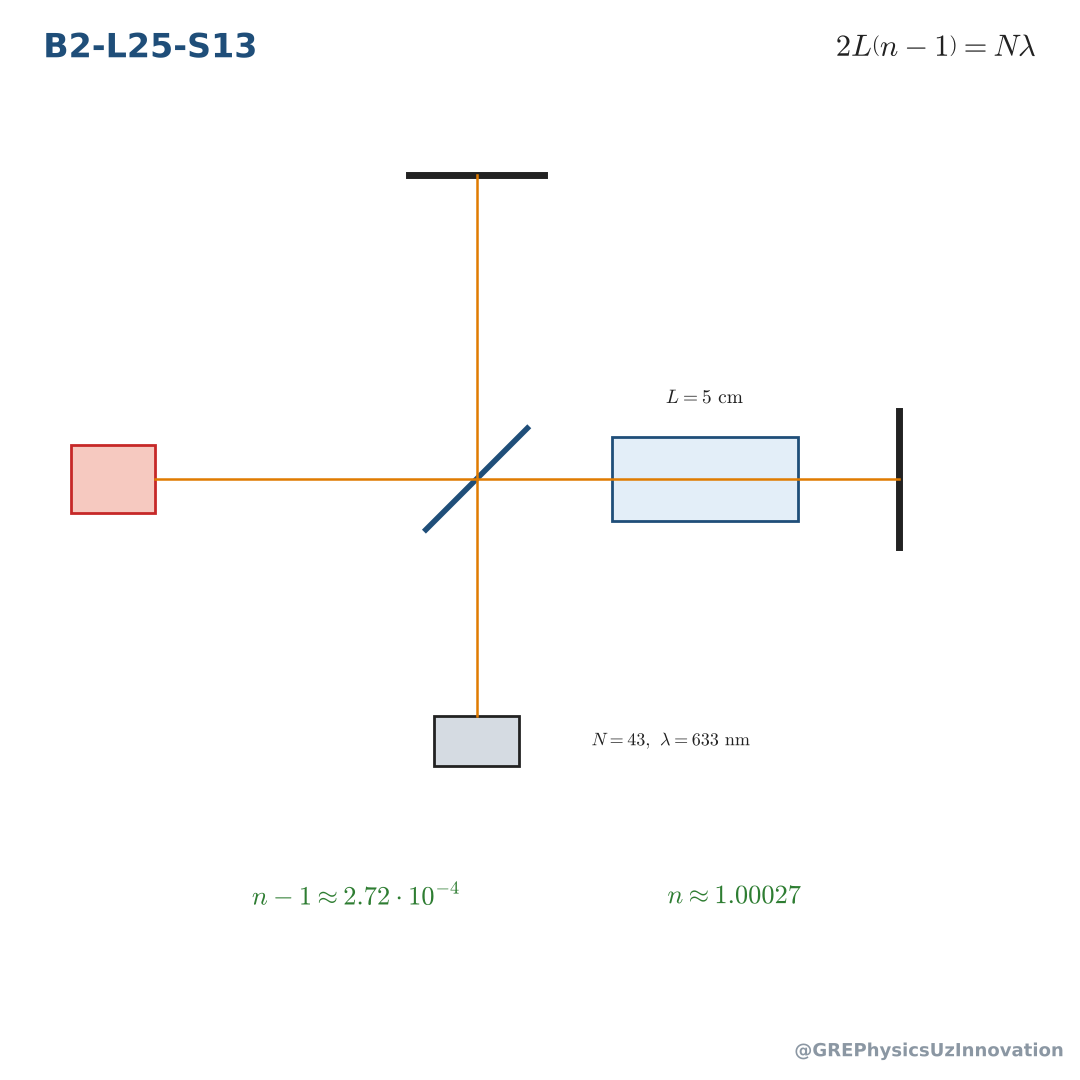 B2-L25-S13
2L(n − 1) = Nλ
L = 5 cm
N = 43, λ = 633 nm
n − 1 ≈ 2.72 · 10⁻⁴
n ≈ 1.00027
@GREPhysicsUzInnovation